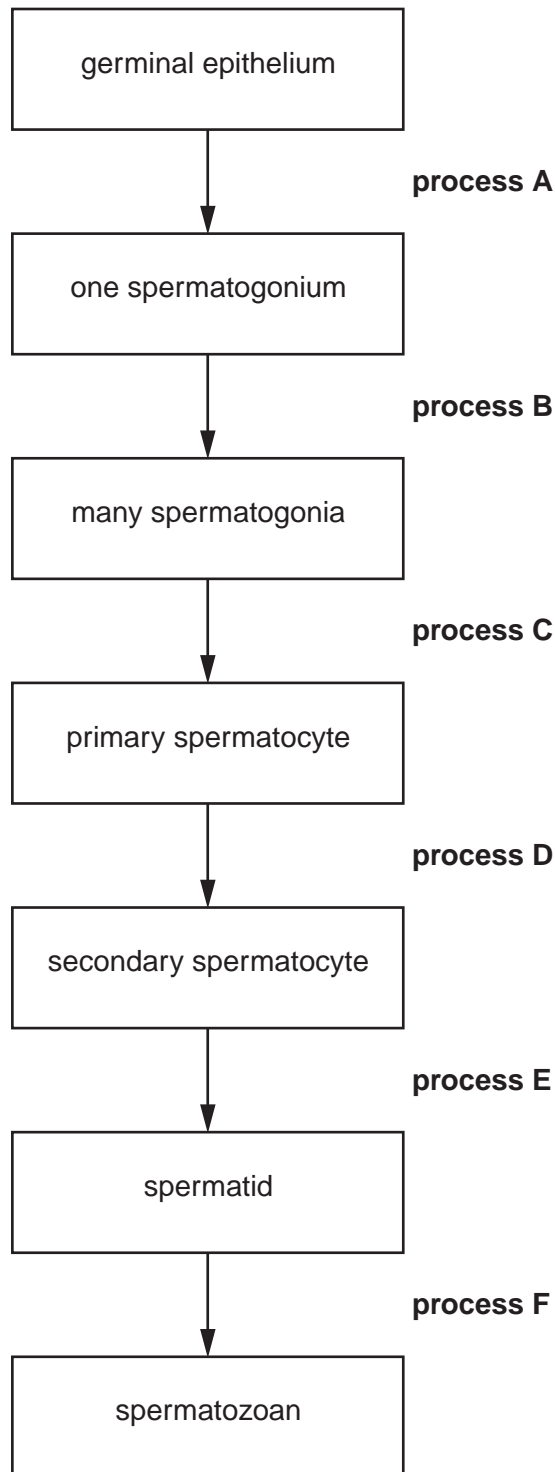 germinal epithelium
process A
one spermatogonium
process B
many spermatogonia
process C
primary spermatocyte
process D
secondary spermatocyte
process E
spermatid
process F
spermatozoan